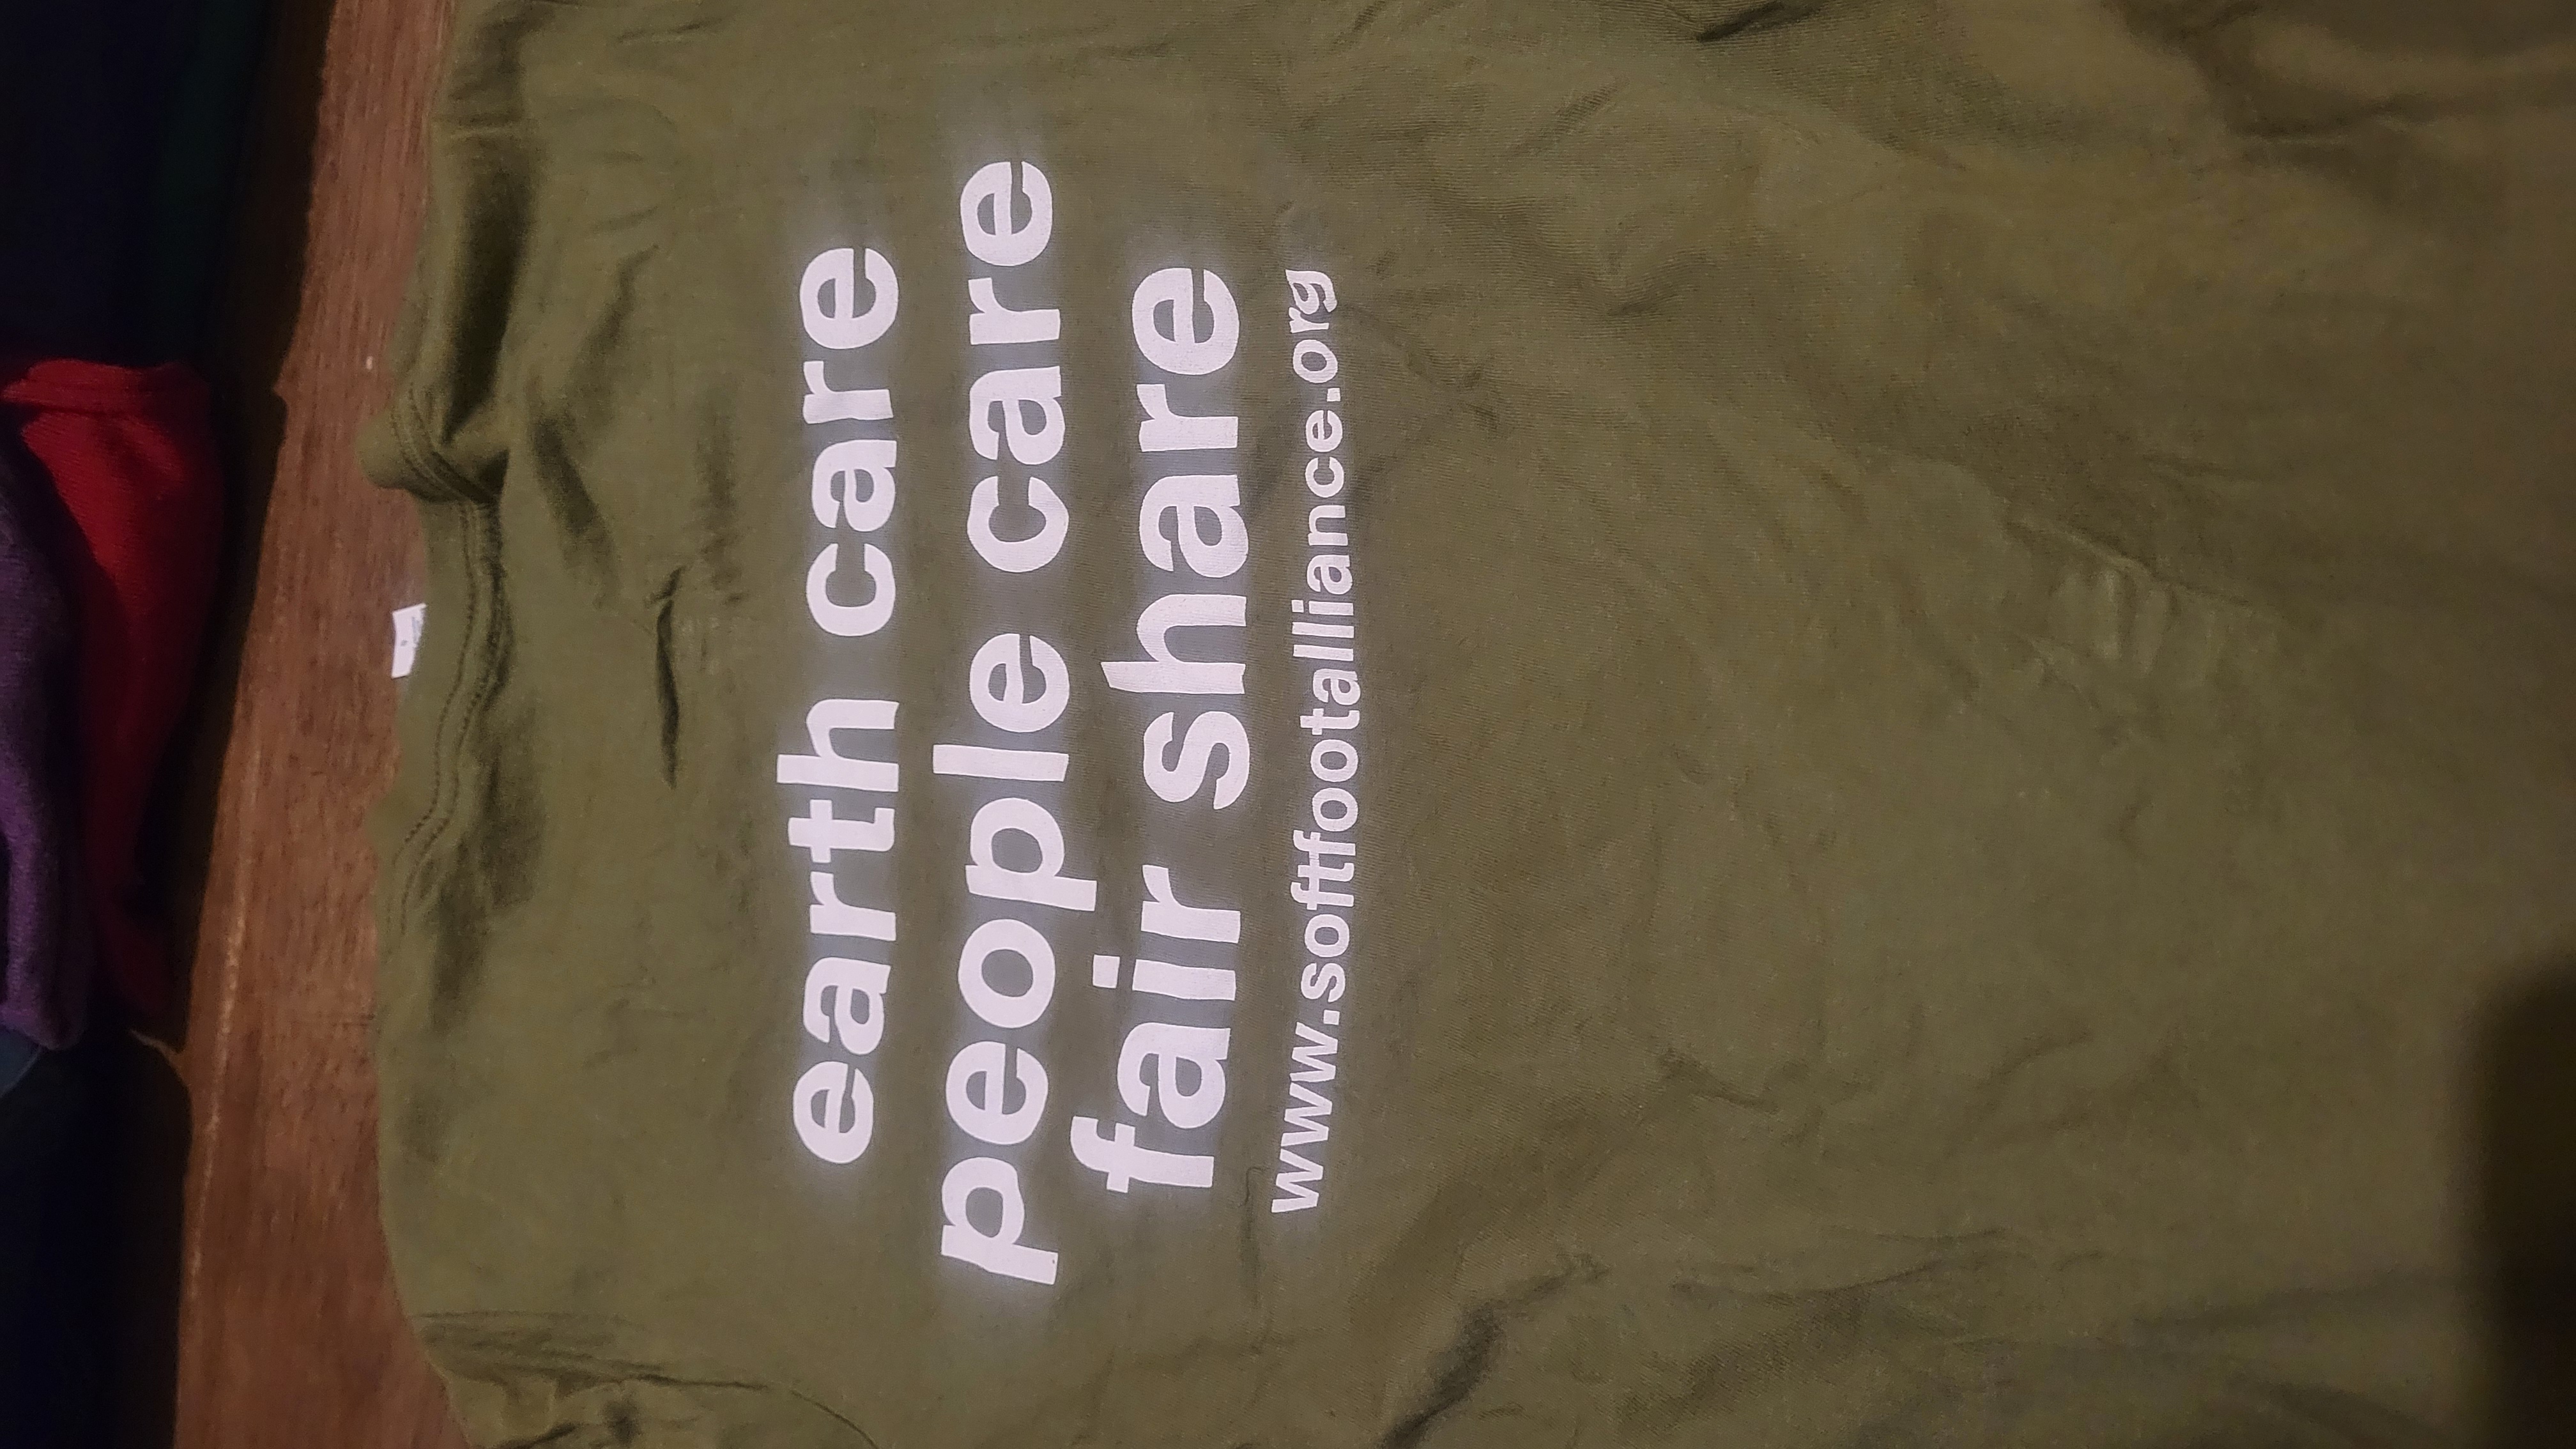 earth care
people care
fair share
www.softfootalliance.org